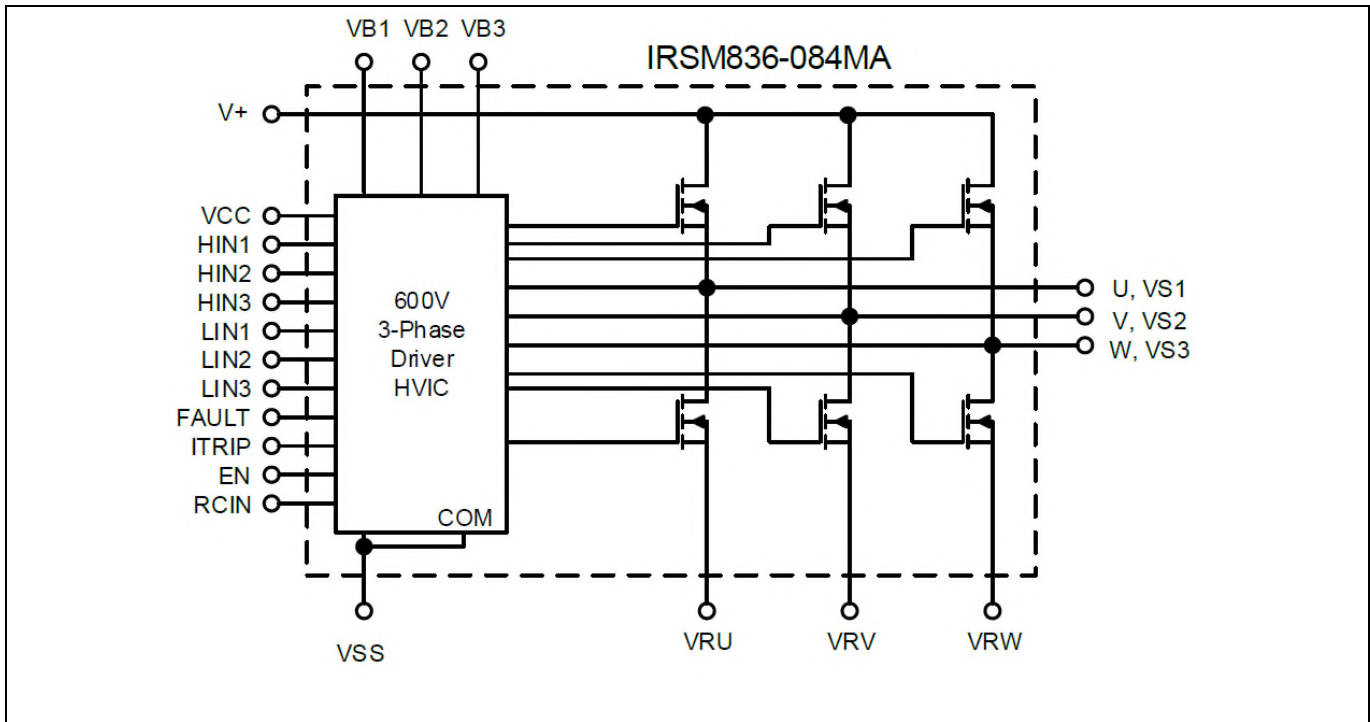 VB1 VB2 VB3
IRSM836-084MA
V+
VCC
HIN1
HIN2
HIN3
LIN1
LIN2
LIN3
FAULT
ITRIP
EN
RCIN
600V
3-Phase
Driver
HVIC
COM
U, VS1
V, VS2
W, VS3
VSS
VRU
VRV
VRW